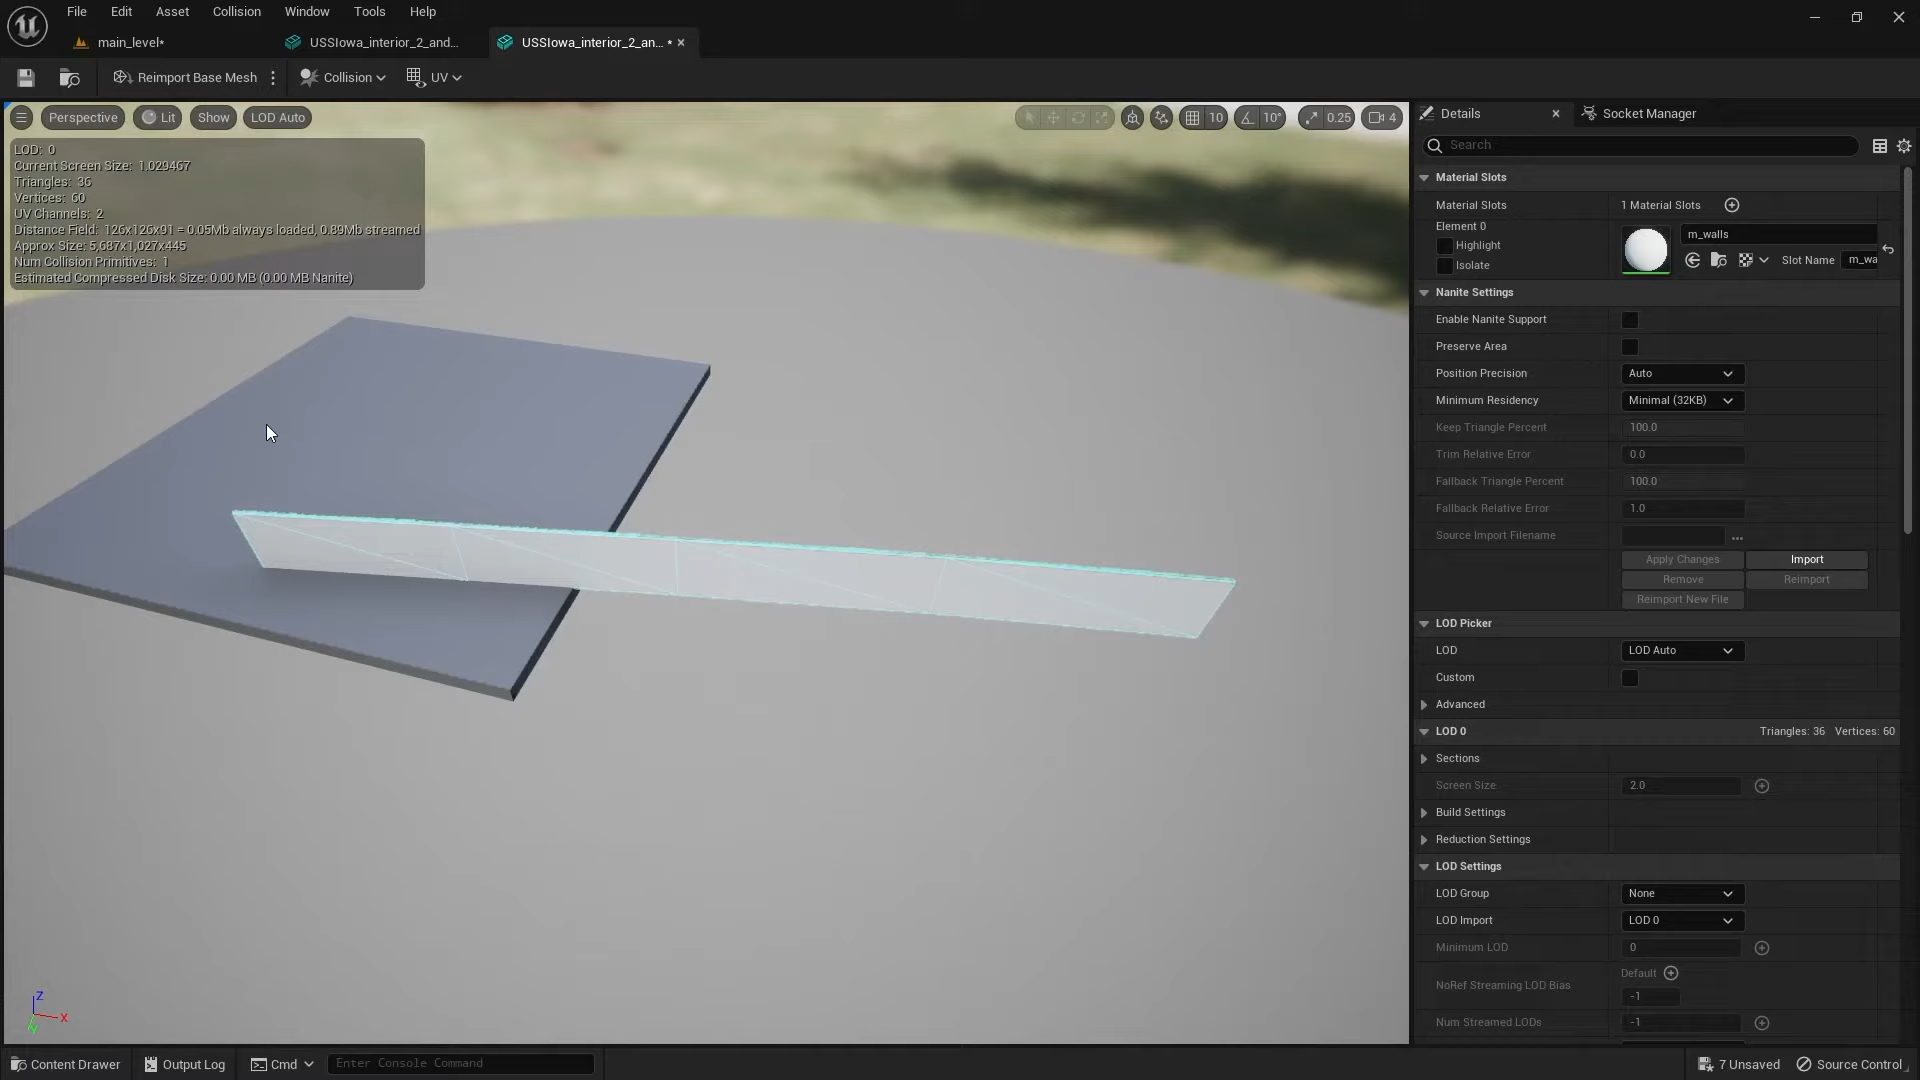 File Edit Asset Collision Window Tools Help
main_level*
USSIowa_interior_2_and...
USSIowa_interior_2_an... *
Reimport Base Mesh
Collision
UV
Perspective
Lit
Show
LOD Auto
10
10°
0.25
4
LOD: 0
Current Screen Size: 1.029467
Triangles: 36
Vertices: 60
UV Channels: 2
Distance Field: 126x126x91 = 0.05Mb always loaded, 0.89Mb streamed
Approx Size: 5,687x1,027x445
Num Collision Primitives: 1
Estimated Compressed Disk Size: 0.00 MB (0.00 MB Nanite)
Z
X
Y
Details
Socket Manager
Search
Material Slots
Material Slots 1 Material Slots
Element 0
Highlight
Isolate
m_walls
Slot Name m_wa
Nanite Settings
Enable Nanite Support
Preserve Area
Position Precision Auto
Minimum Residency Minimal (32KB)
Keep Triangle Percent 100.0
Trim Relative Error 0.0
Fallback Triangle Percent 100.0
Fallback Relative Error 1.0
Source Import Filename ...
Apply Changes Import
Remove Reimport
Reimport New File
LOD Picker
LOD LOD Auto
Custom
Advanced
LOD 0 Triangles: 36 Vertices: 60
Sections
Screen Size 2.0
Build Settings
Reduction Settings
LOD Settings
LOD Group None
LOD Import LOD 0
Minimum LOD 0
Default
NoRef Streaming LOD Bias
-1
Num Streamed LODs -1
Content Drawer
Output Log
Cmd
Enter Console Command
7 Unsaved
Source Control